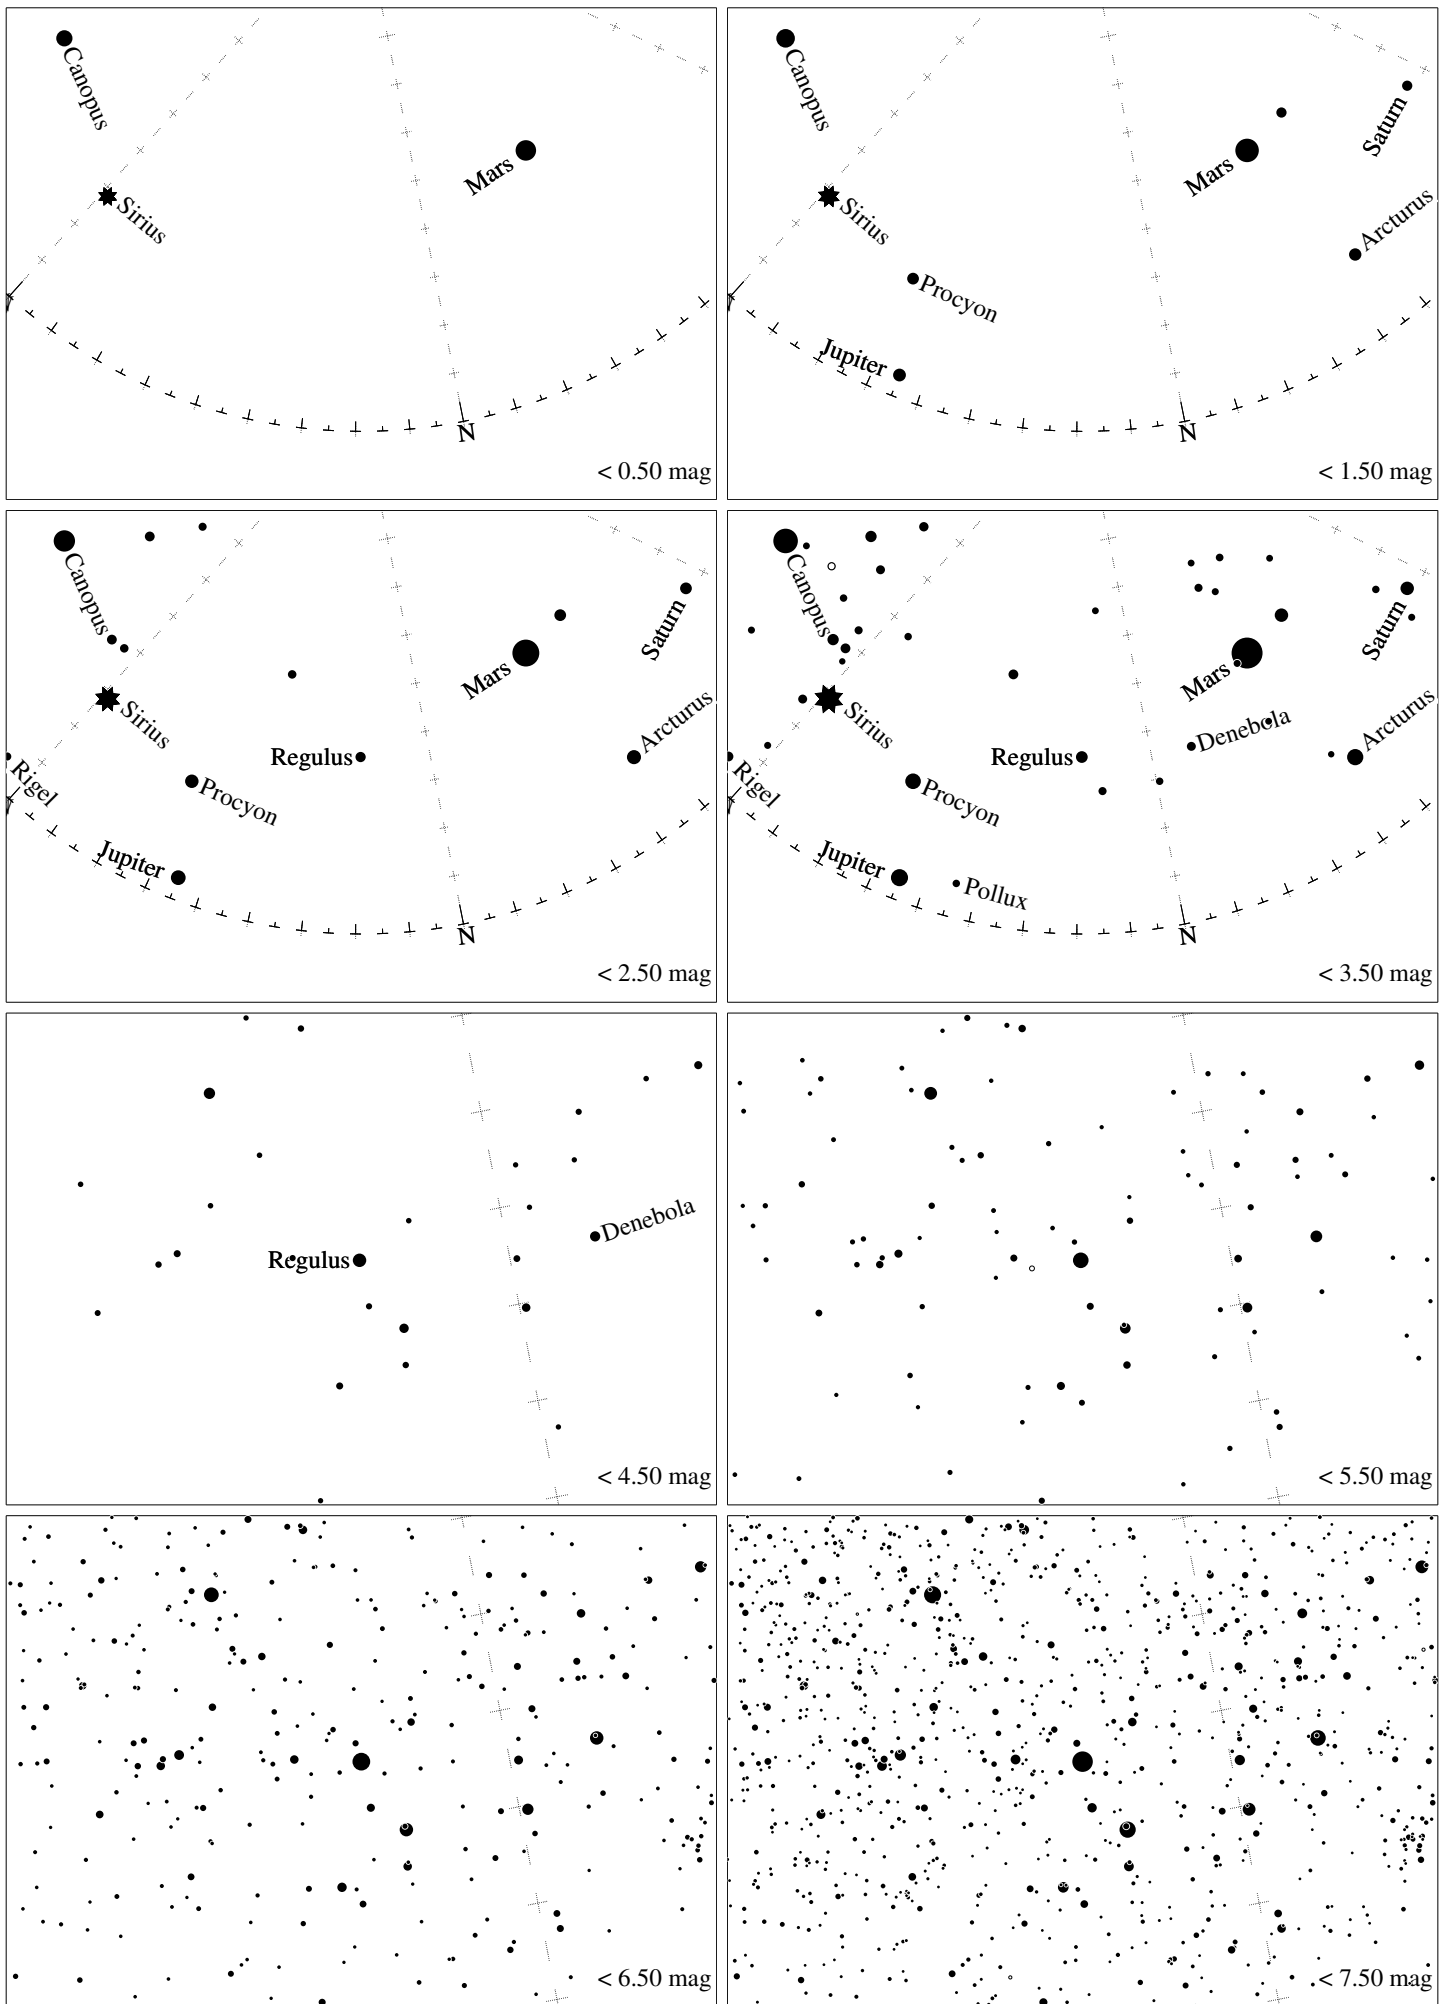 Canopus
Mars
Sirius
N
< 0.50 mag
Canopus
Saturn
Mars
Sirius
Arcturus
Procyon
Jupiter
N
< 1.50 mag
Canopus
Saturn
Mars
Sirius
Arcturus
Regulus
Rigel
Procyon
Jupiter
N
< 2.50 mag
Canopus
Saturn
Mars
Sirius
Denebola
Arcturus
Regulus
Rigel
Procyon
Jupiter
Pollux
N
< 3.50 mag
Denebola
Regulus
< 4.50 mag
< 5.50 mag
< 6.50 mag
< 7.50 mag